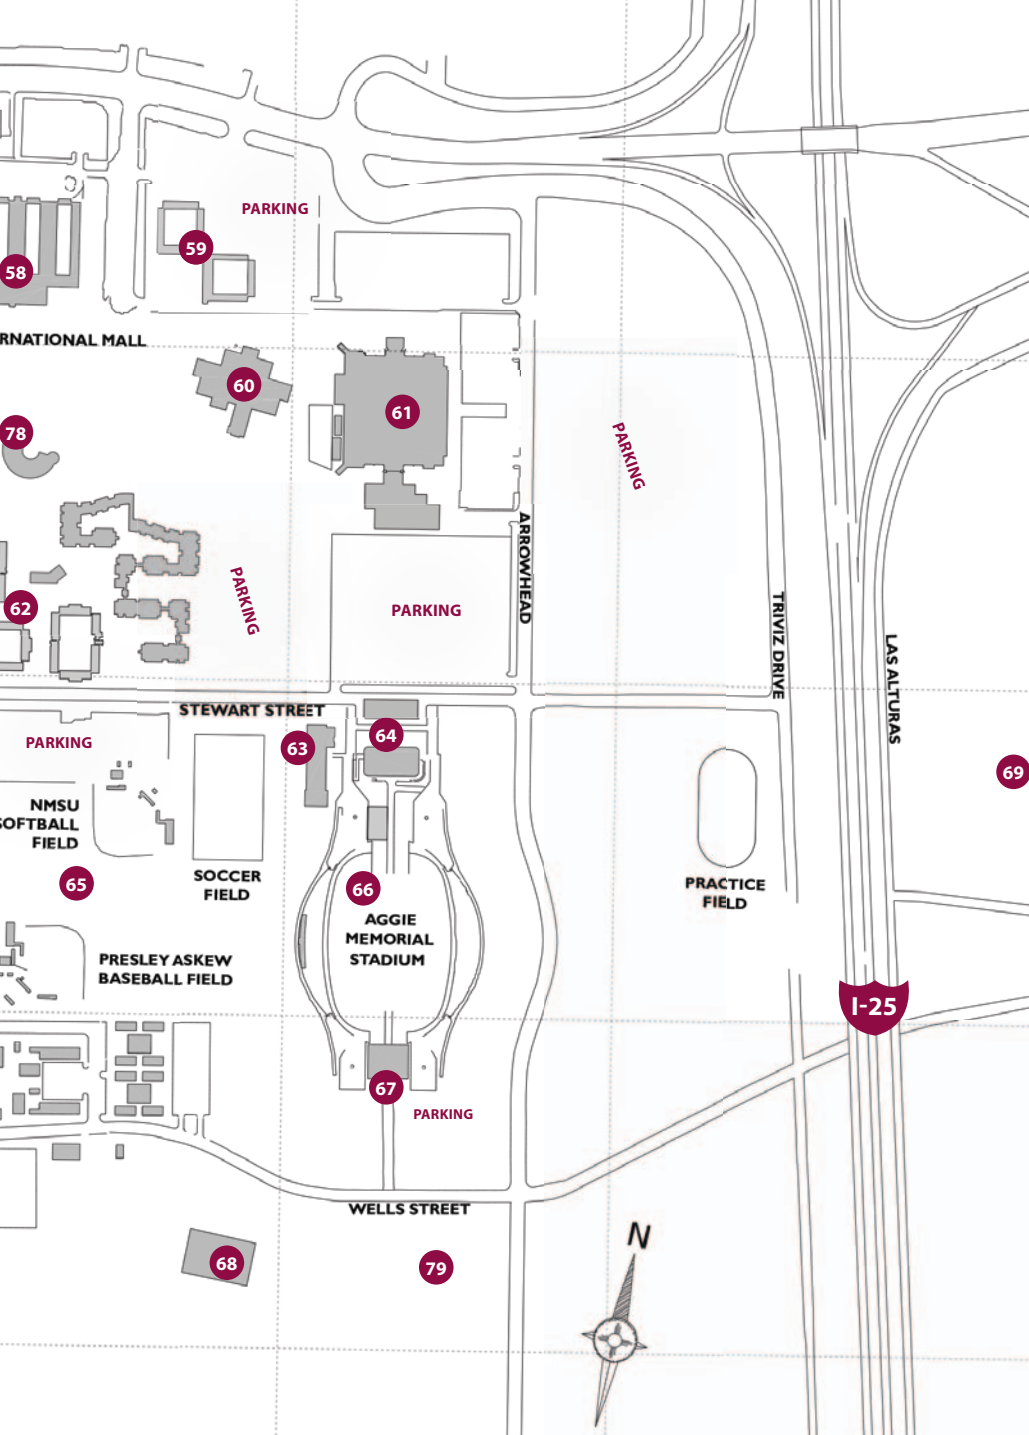 PARKING
59
58
RNATIONAL MALL
60
61
78
PARKING
ARROWHEAD
PARKING
PARKING
62
TRIVIZ DRIVE
LAS ALTURAS
STEWART STREET
PARKING
63
64
69
NMSU
SOFTBALL
FIELD
65
SOCCER
FIELD
66
PRACTICE
FIELD
AGGIE
MEMORIAL
STADIUM
PRESLEY ASKEW
BASEBALL FIELD
I-25
67
PARKING
WELLS STREET
68
79
N